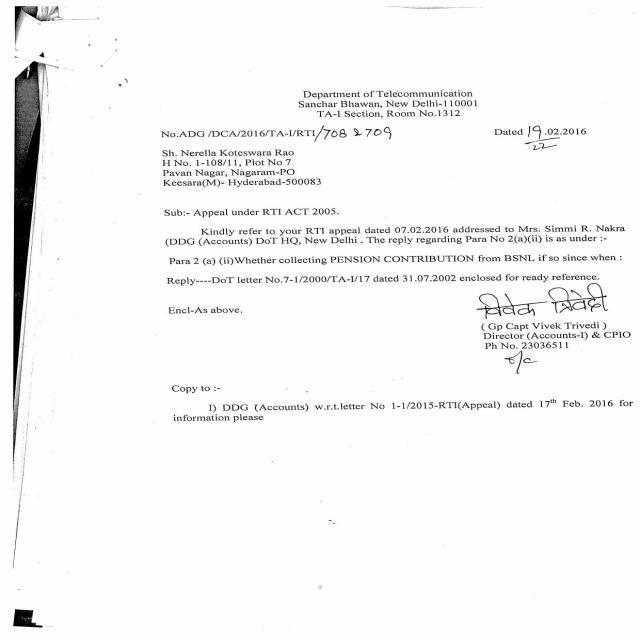 Department of Telecommunication
Sanchar Bhawan, New Delhi-110001
TA-I Section, Room No.1312
No.ADG /DCA/2016/TA-I/RTI/708 & 709 Dated 19.02.2016
22
Sh. Nerella Koteswara Rao
H No. 1-108/11, Plot No 7
Pavan Nagar, Nagaram-PO
Keesara(M)- Hyderabad-500083
Sub:- Appeal under RTI ACT 2005.
Kindly refer to your RTI appeal dated 07.02.2016 addressed to Mrs. Simmi R. Nakra
(DDG (Accounts) DoT HQ, New Delhi . The reply regarding Para No 2(a)(ii) is as under :-
Para 2 (a) (ii)Whether collecting PENSION CONTRIBUTION from BSNL if so since when :
Reply----DoT letter No.7-1/2000/TA-I/17 dated 31.07.2002 enclosed for ready reference.
Encl-As above.
विवेक त्रिवेदी
( Gp Capt Vivek Trivedi )
Director (Accounts-I) & CPIO
Ph No. 23036511
o/c
Copy to :-
I) DDG (Accounts) w.r.t.letter No 1-1/2015-RTI(Appeal) dated 17th Feb. 2016 for
information please